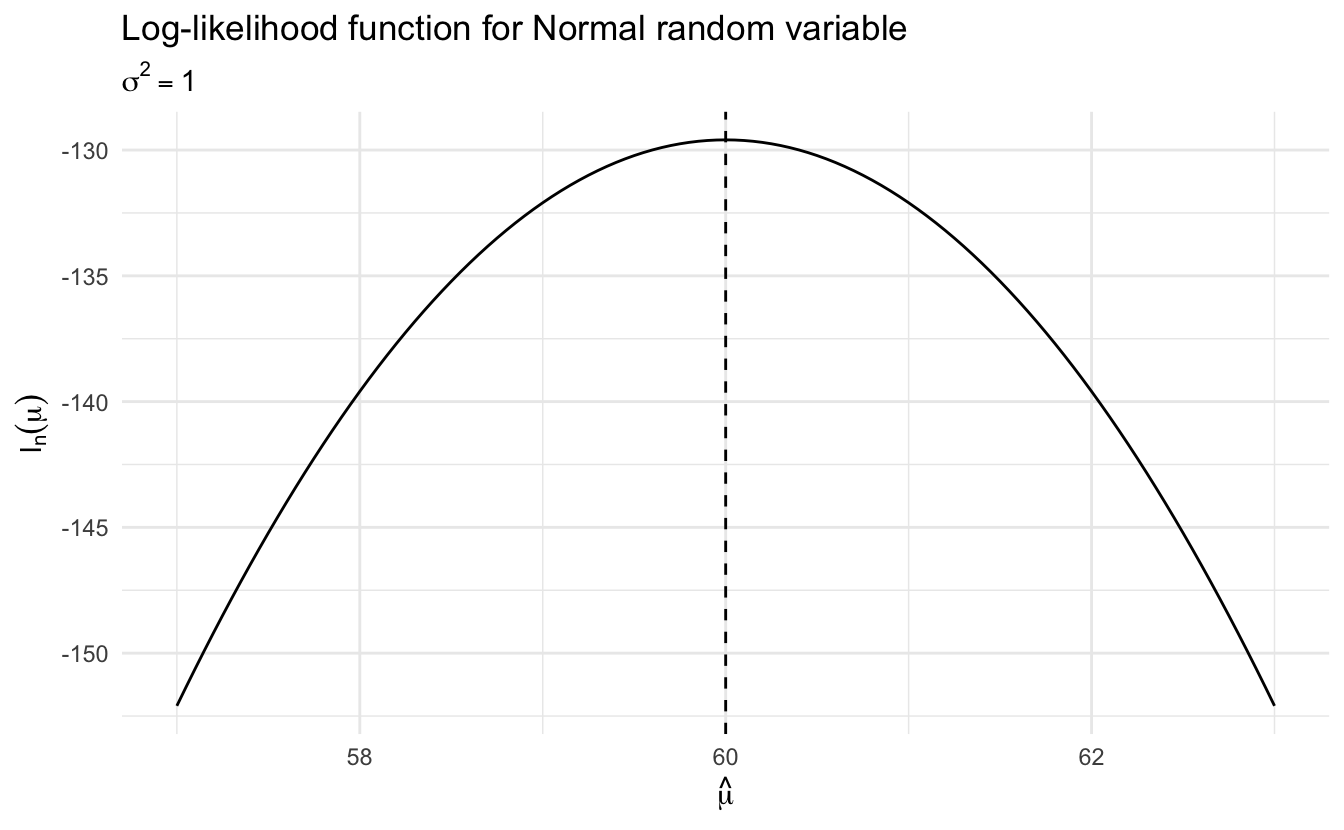 Log-likelihood function for Normal random variable
σ² = 1
lₙ(μ)
-130
-135
-140
-145
-150
58 60 62
μ̂